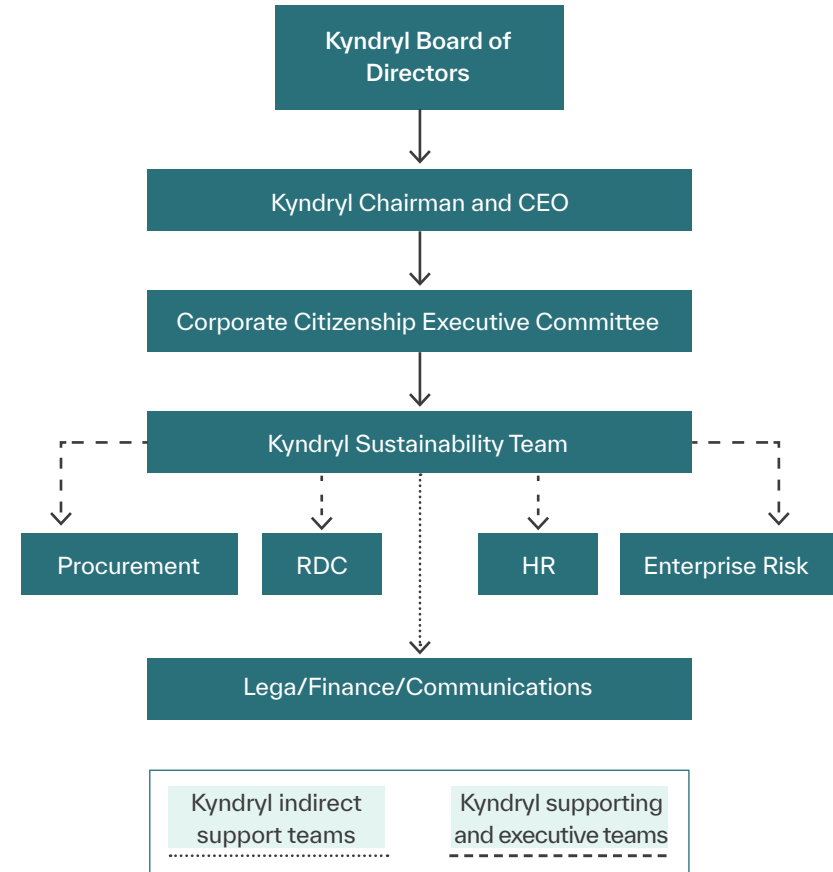 Kyndryl Board of
Directors
Kyndryl Chairman and CEO
Corporate Citizenship Executive Committee
Kyndryl Sustainability Team
Procurement
RDC
HR
Enterprise Risk
Lega/Finance/Communications
Kyndryl indirect
support teams
Kyndryl supporting
and executive teams